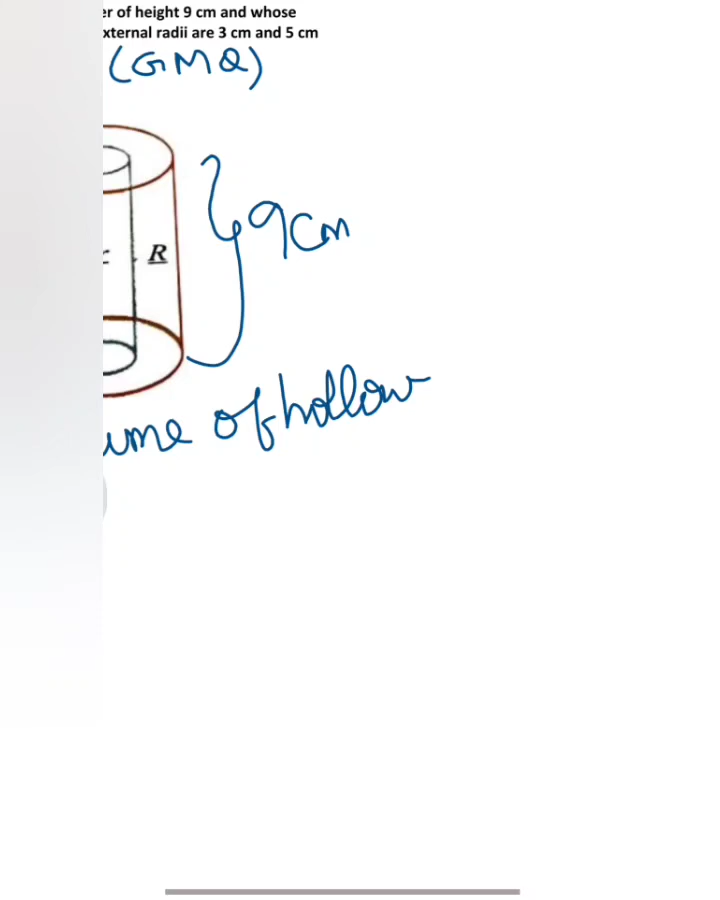 er of height 9 cm and whose
xternal radii are 3 cm and 5 cm
(GMQ)
9cm
R
ume of hollow